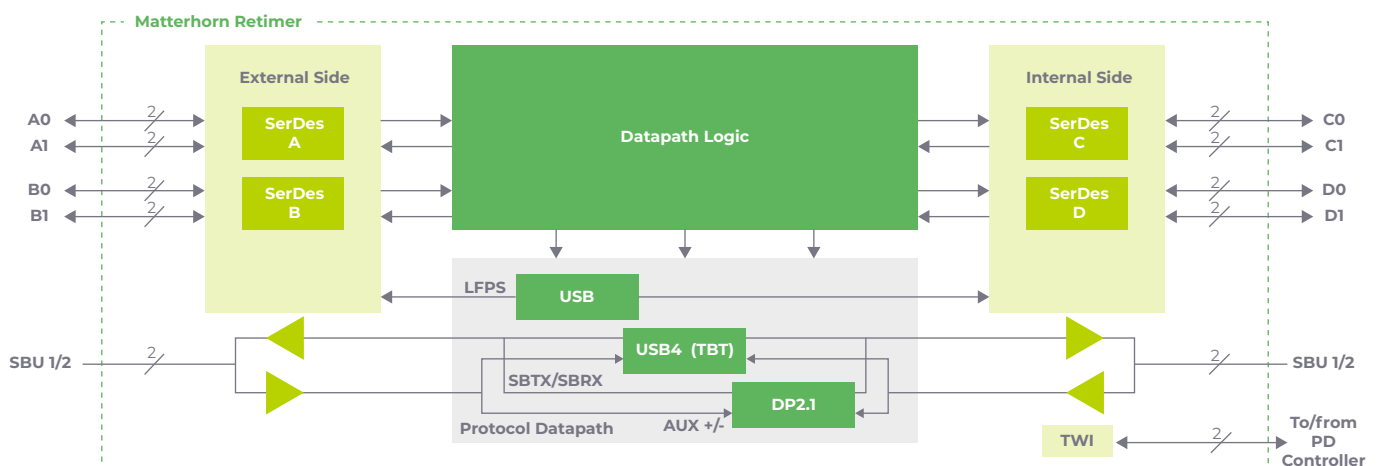 Matterhorn Retimer
External Side
Internal Side
SerDes
A
SerDes
B
Datapath Logic
SerDes
C
SerDes
D
A0
2
A1
2
B0
2
B1
2
2
C0
2
C1
2
D0
2
D1
LFPS
USB
SBU 1/2
2
USB4 (TBT)
2
SBU 1/2
SBTX/SBRX
DP2.1
AUX +/-
Protocol Datapath
TWI
2
To/from
PD
Controller